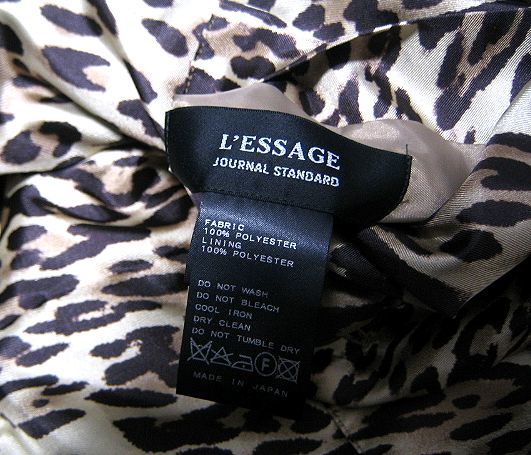 L'ESSAGE
JOURNAL STANDARD
FABRIC
100% POLYESTER
LINING
100% POLYESTER
DO NOT WASH
DO NOT BLEACH
COOL IRON
DRY CLEAN
DO NOT TUMBLE DRY
F
MADE IN JAPAN